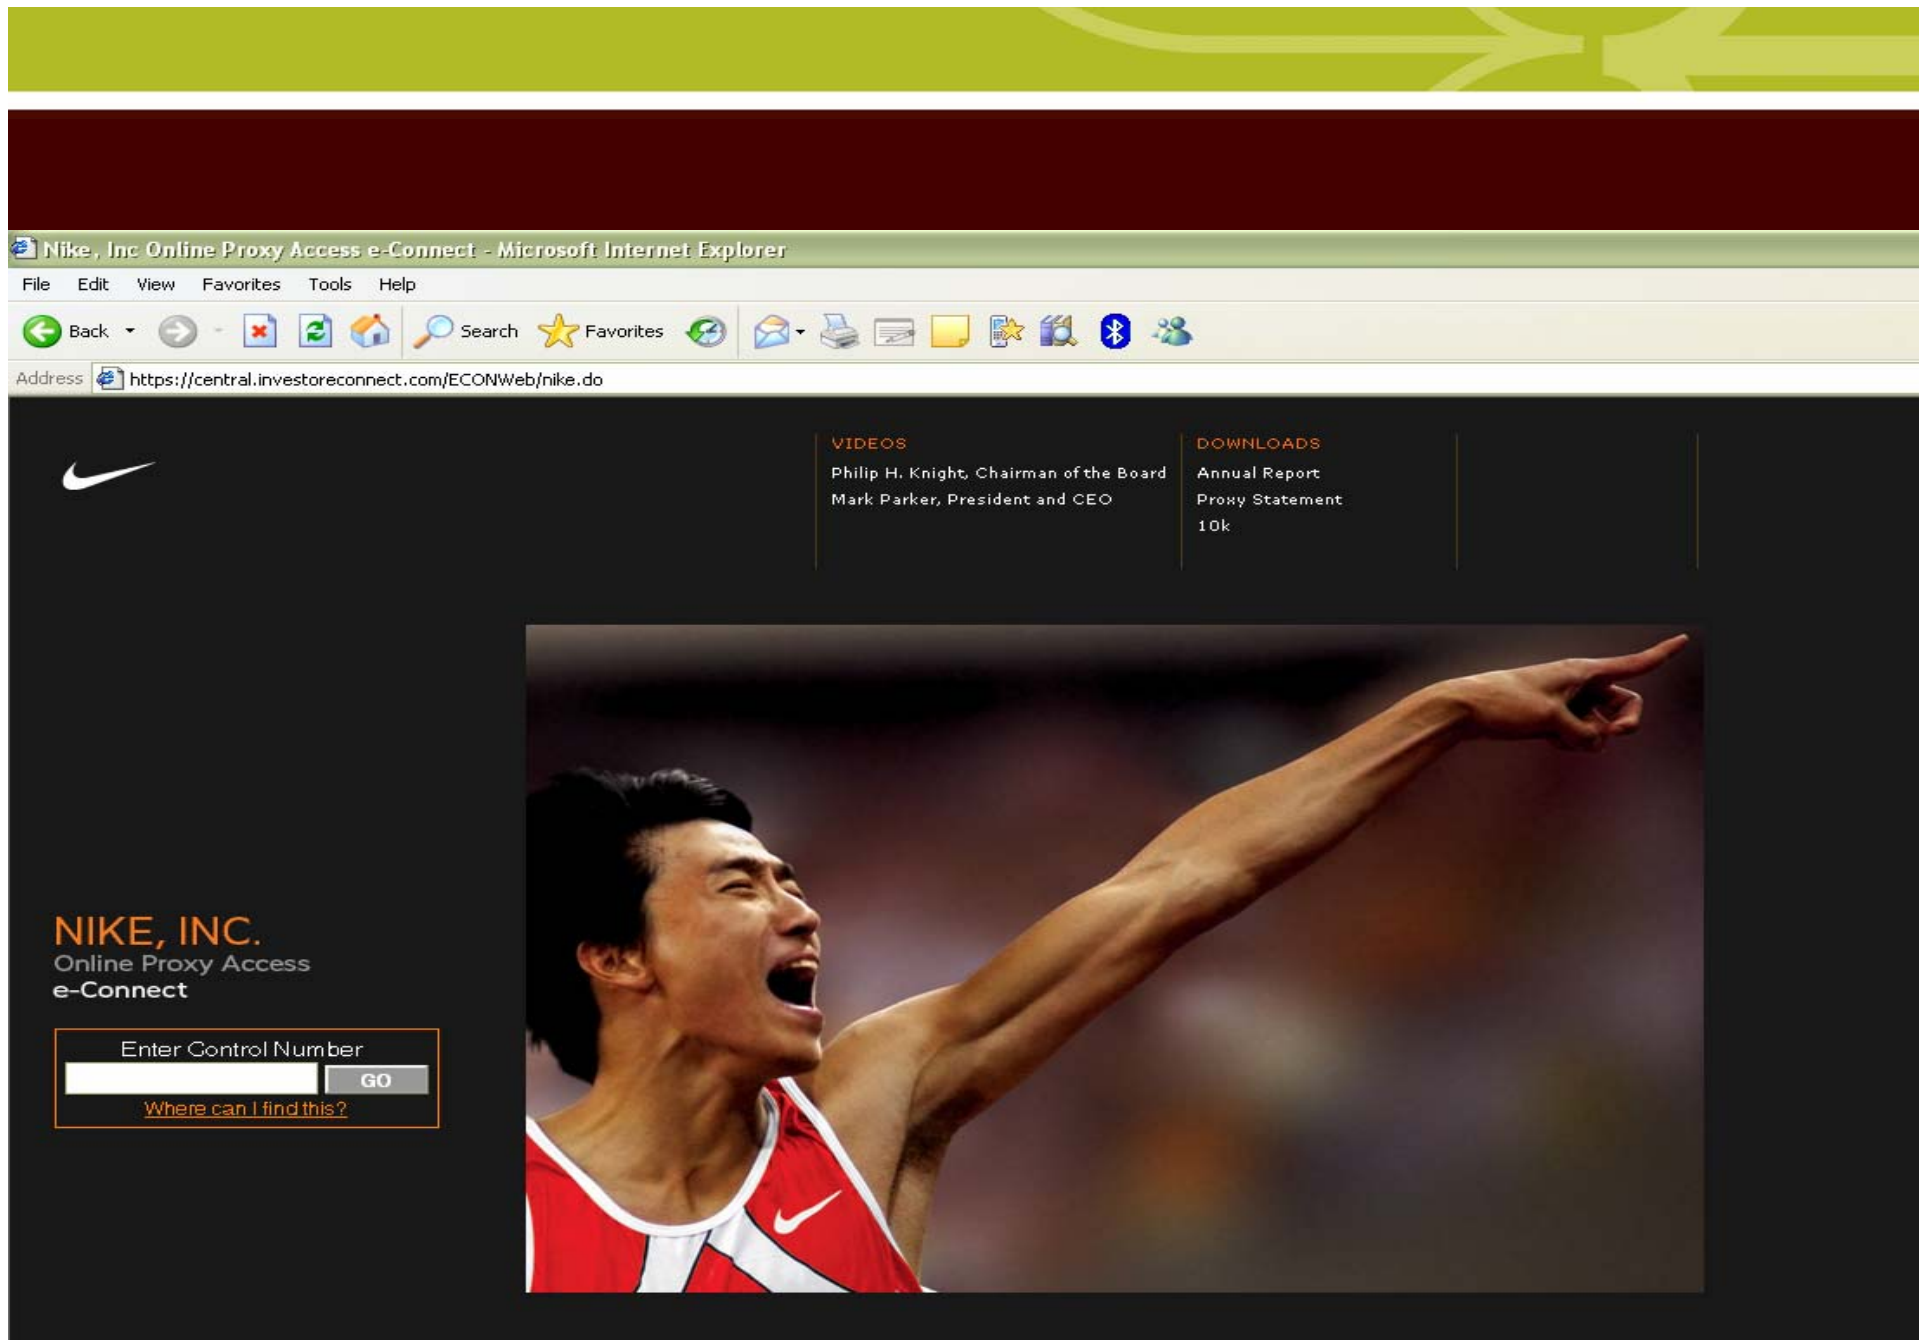 Nike, Inc Online Proxy Access e-Connect - Microsoft Internet Explorer
File Edit View Favorites Tools Help
Back Search Favorites
Address https://central.investoreconnect.com/ECONWeb/nike.do
VIDEOS
Philip H. Knight, Chairman of the Board
Mark Parker, President and CEO
DOWNLOADS
Annual Report
Proxy Statement
10k
NIKE, INC.
Online Proxy Access
e-Connect
Enter Control Number
GO
Where can I find this?